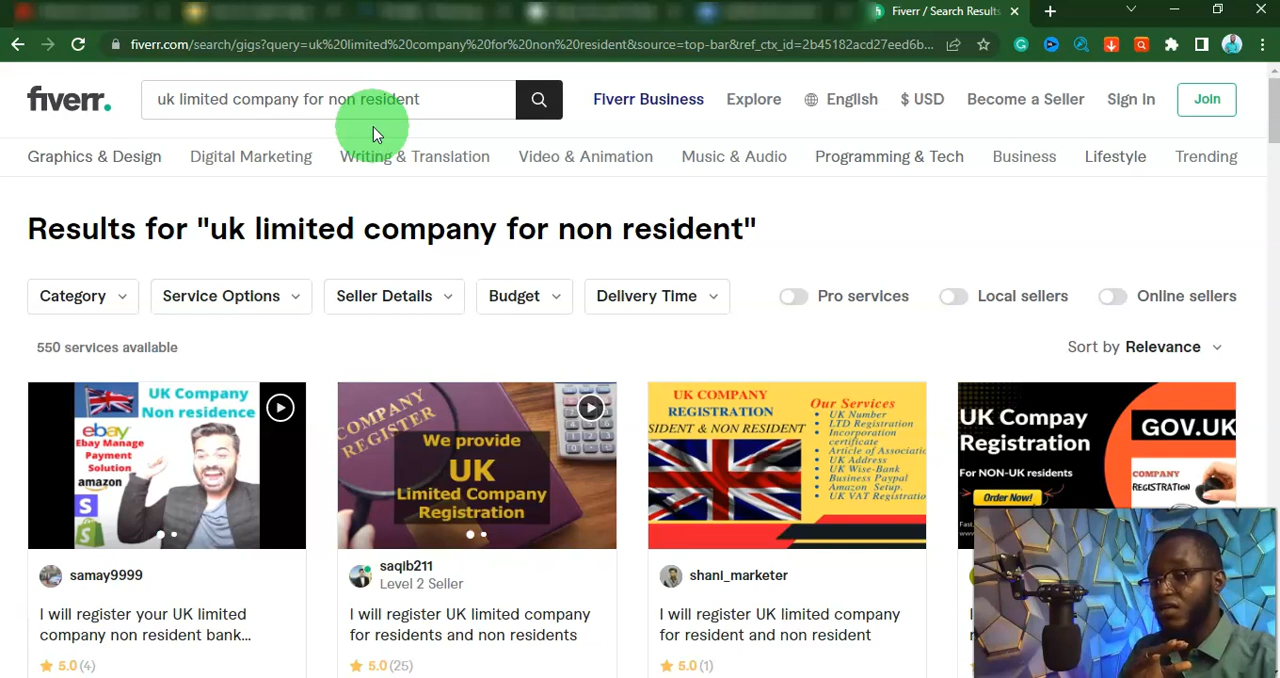 Fiverr / Search Results
fiverr.com/search/gigs?query=uk%20limited%20company%20for%20non%20resident&source=top-bar&ref_ctx_id=2b45182acd27eed6b...
fiverr.
uk limited company for non resident
Fiverr Business
Explore
English
$ USD
Become a Seller
Sign In
Join
Graphics & Design
Digital Marketing
Writing & Translation
Video & Animation
Music & Audio
Programming & Tech
Business
Lifestyle
Trending
Results for "uk limited company for non resident"
Category
Service Options
Seller Details
Budget
Delivery Time
Pro services
Local sellers
Online sellers
550 services available
Sort by Relevance
UK Company
Non residence
ebay
Ebay Manage
Payment
Solution
amazon
COMPANY
REGISTER
We provide
UK
Limited Company
Registration
UK COMPANY
REGISTRATION
SIDENT & NON RESIDENT
Our Services
UK Number
LTD Registration
Incorporation
certificate
Article of Associatio
UK Address
UK Wise-Bank
Business Paypal
Amazon Setup.
UK VAT Registratio
UK Compay
Registration
For NON-UK residents
Order Now!
GOV.UK
COMPANY
REGISTRATION
samay9999
saqib211
Level 2 Seller
shani_marketer
I will register your UK limited
company non resident bank...
I will register UK limited company
for residents and non residents
I will register UK limited company
for resident and non resident
5.0 (4)
5.0 (25)
5.0 (1)